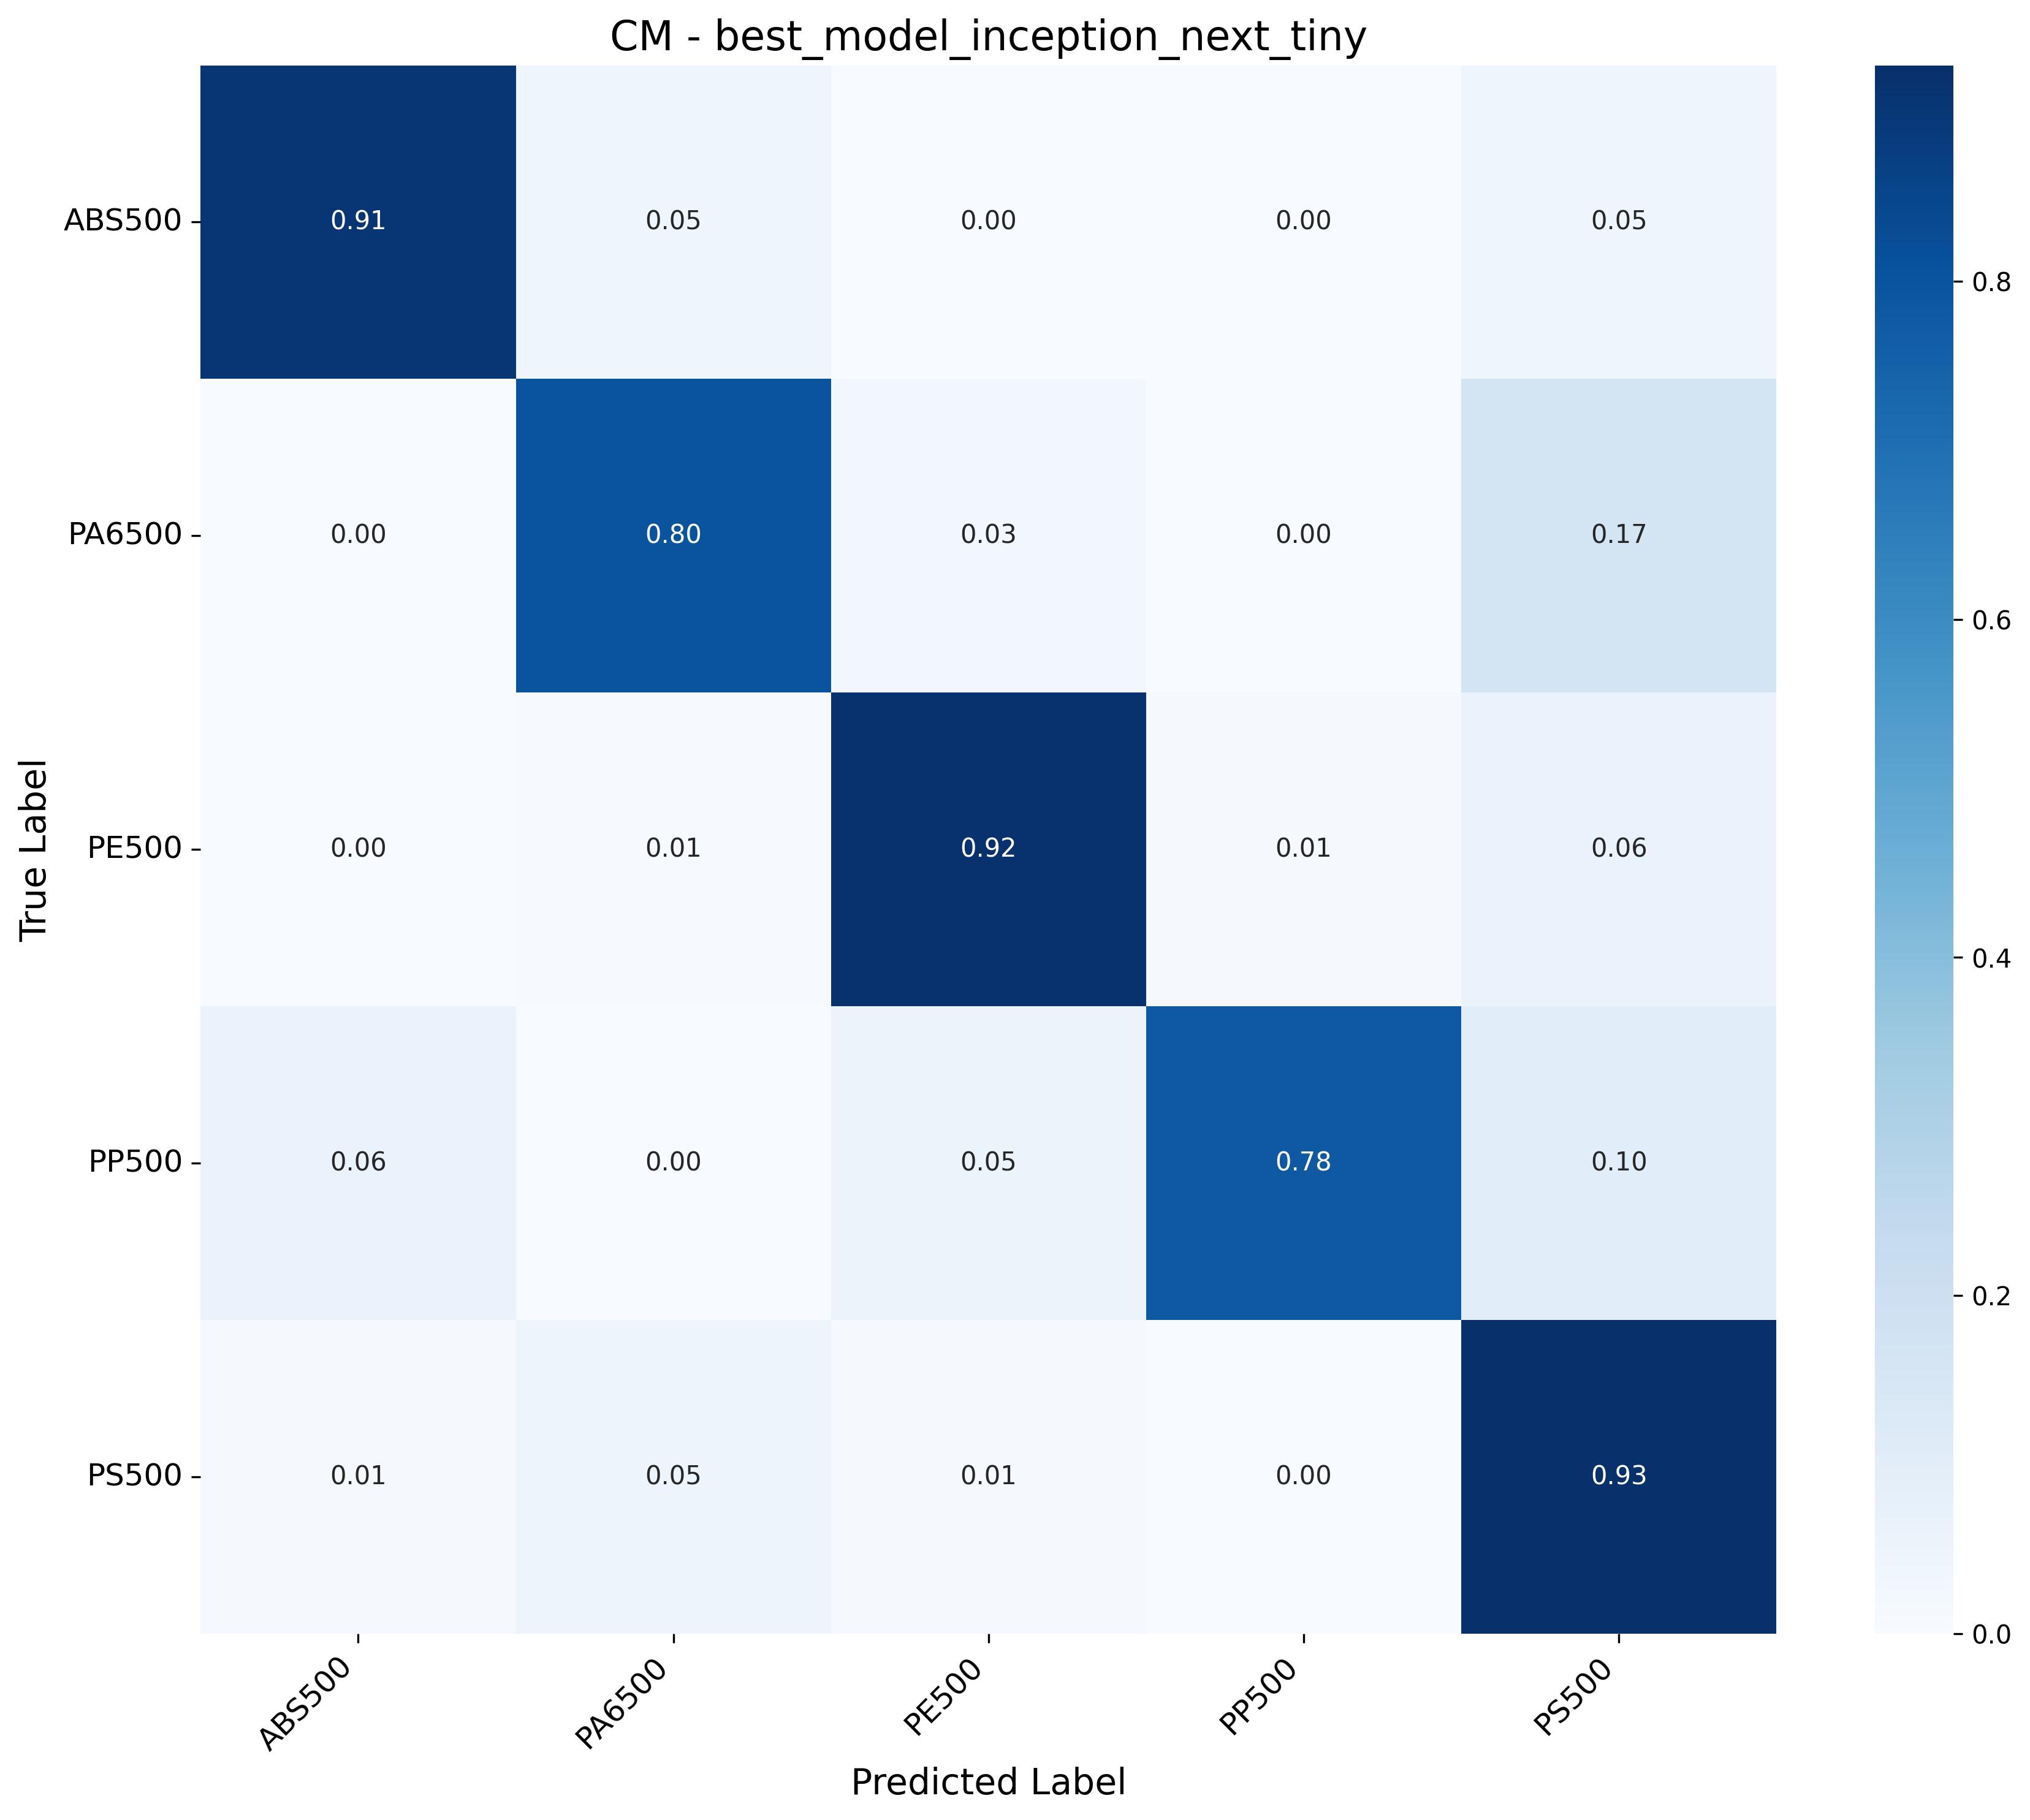 CM - best_model_inception_next_tiny
True Label
ABS500 0.91 0.05 0.00 0.00 0.05
PA6500 0.00 0.80 0.03 0.00 0.17
PE500 0.00 0.01 0.92 0.01 0.06
PP500 0.06 0.00 0.05 0.78 0.10
PS500 0.01 0.05 0.01 0.00 0.93
ABS500 PA6500 PE500 PP500 PS500
Predicted Label
0.8
0.6
0.4
0.2
0.0